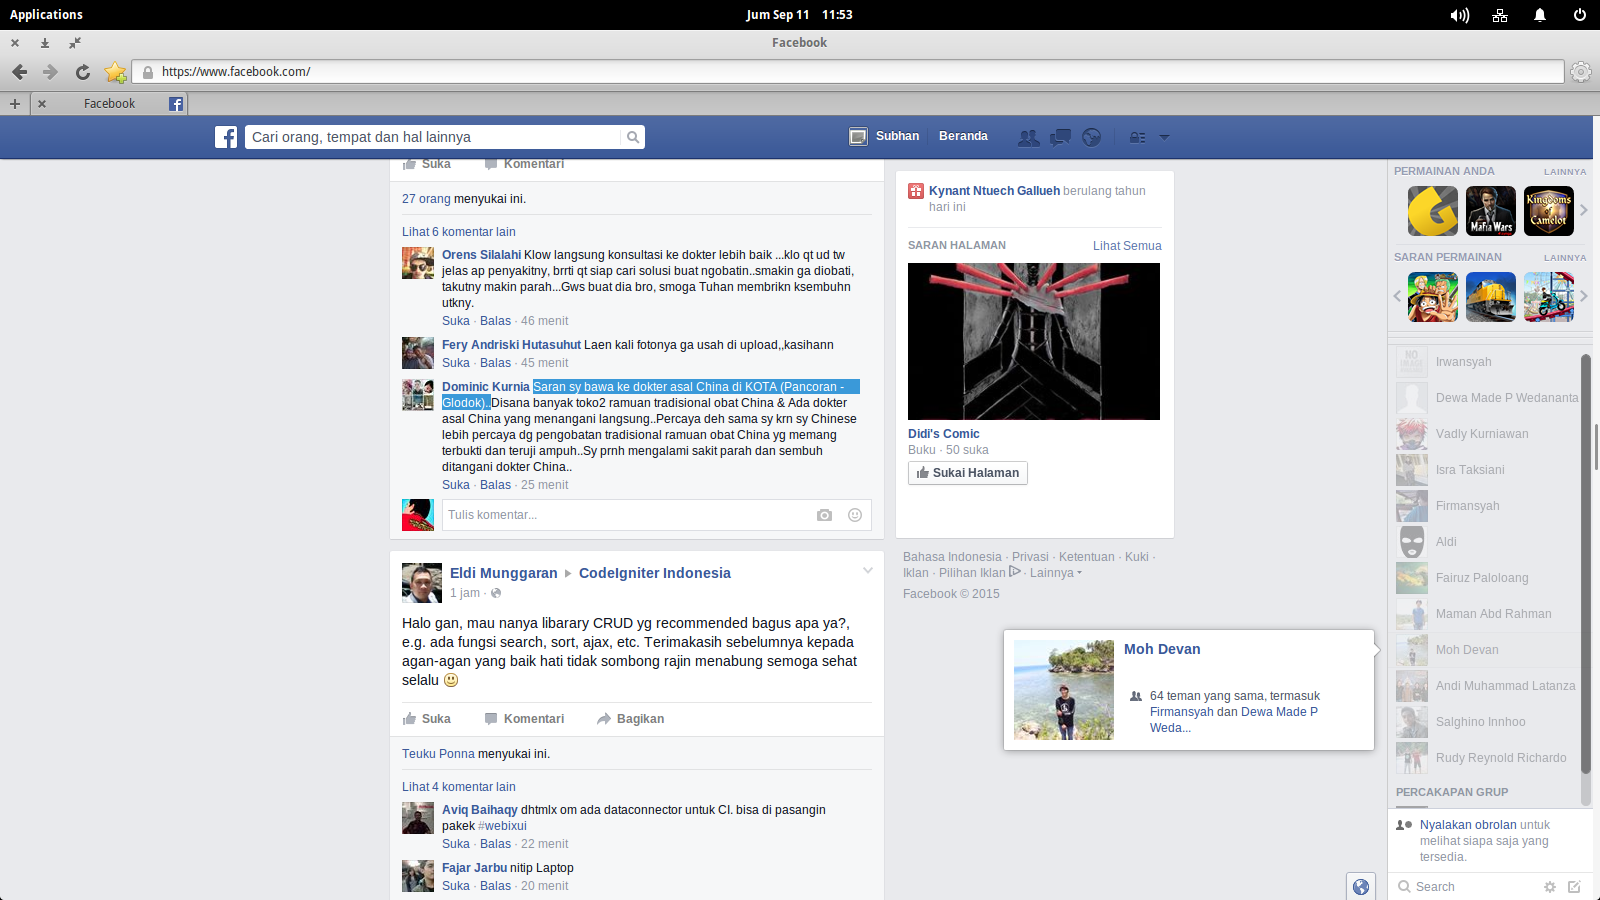 Applications
Jum Sep 11 11:53
Facebook
https://www.facebook.com/
Facebook
Cari orang, tempat dan hal lainnya
Subhan
Beranda
Suka
Komentari
27 orang menyukai ini.
Lihat 6 komentar lain
Orens Silalahi Klow langsung konsultasi ke dokter lebih baik ...klo qt ud tw
jelas ap penyakitny, brrti qt siap cari solusi buat ngobatin..smakin ga diobati,
takutny makin parah...Gws buat dia bro, smoga Tuhan membrikn ksembuhn
utkny.
Suka · Balas · 46 menit
Fery Andriski Hutasuhut Laen kali fotonya ga usah di upload,,kasihann
Suka · Balas · 45 menit
Dominic Kurnia Saran sy bawa ke dokter asal China di KOTA (Pancoran -
Glodok)..Disana banyak toko2 ramuan tradisional obat China & Ada dokter
asal China yang menangani langsung..Percaya deh sama sy krn sy Chinese
lebih percaya dg pengobatan tradisional ramuan obat China yg memang
terbukti dan teruji ampuh..Sy prnh mengalami sakit parah dan sembuh
ditangani dokter China..
Suka · Balas · 25 menit
Tulis komentar...
Eldi Munggaran CodeIgniter Indonesia
1 jam ·
Halo gan, mau nanya libarary CRUD yg recommended bagus apa ya?,
e.g. ada fungsi search, sort, ajax, etc. Terimakasih sebelumnya kepada
agan-agan yang baik hati tidak sombong rajin menabung semoga sehat
selalu
Suka
Komentari
Bagikan
Teuku Ponna menyukai ini.
Lihat 4 komentar lain
Aviq Baihaqy dhtmlx om ada dataconnector untuk CI. bisa di pasangin
pakek #webixui
Suka · Balas · 22 menit
Fajar Jarbu nitip Laptop
Suka · Balas · 20 menit
Kynant Ntuech Gallueh berulang tahun
hari ini
SARAN HALAMAN
Lihat Semua
Didi's Comic
Buku · 50 suka
Sukai Halaman
Bahasa Indonesia · Privasi · Ketentuan · Kuki ·
Iklan · Pilihan Iklan · Lainnya
Facebook © 2015
Moh Devan
64 teman yang sama, termasuk
Firmansyah dan Dewa Made P
Weda...
PERMAINAN ANDA
LAINNYA
Mafia Wars
Kingdoms
of
Camelot
SARAN PERMAINAN
LAINNYA
Irwansyah
Dewa Made P Wedananta
Vadly Kurniawan
Isra Taksiani
Firmansyah
Aldi
Fairuz Paloloang
Maman Abd Rahman
Moh Devan
Andi Muhammad Latanza
Salghino Innhoo
Rudy Reynold Richardo
PERCAKAPAN GRUP
Nyalakan obrolan untuk
melihat siapa saja yang
tersedia.
Search